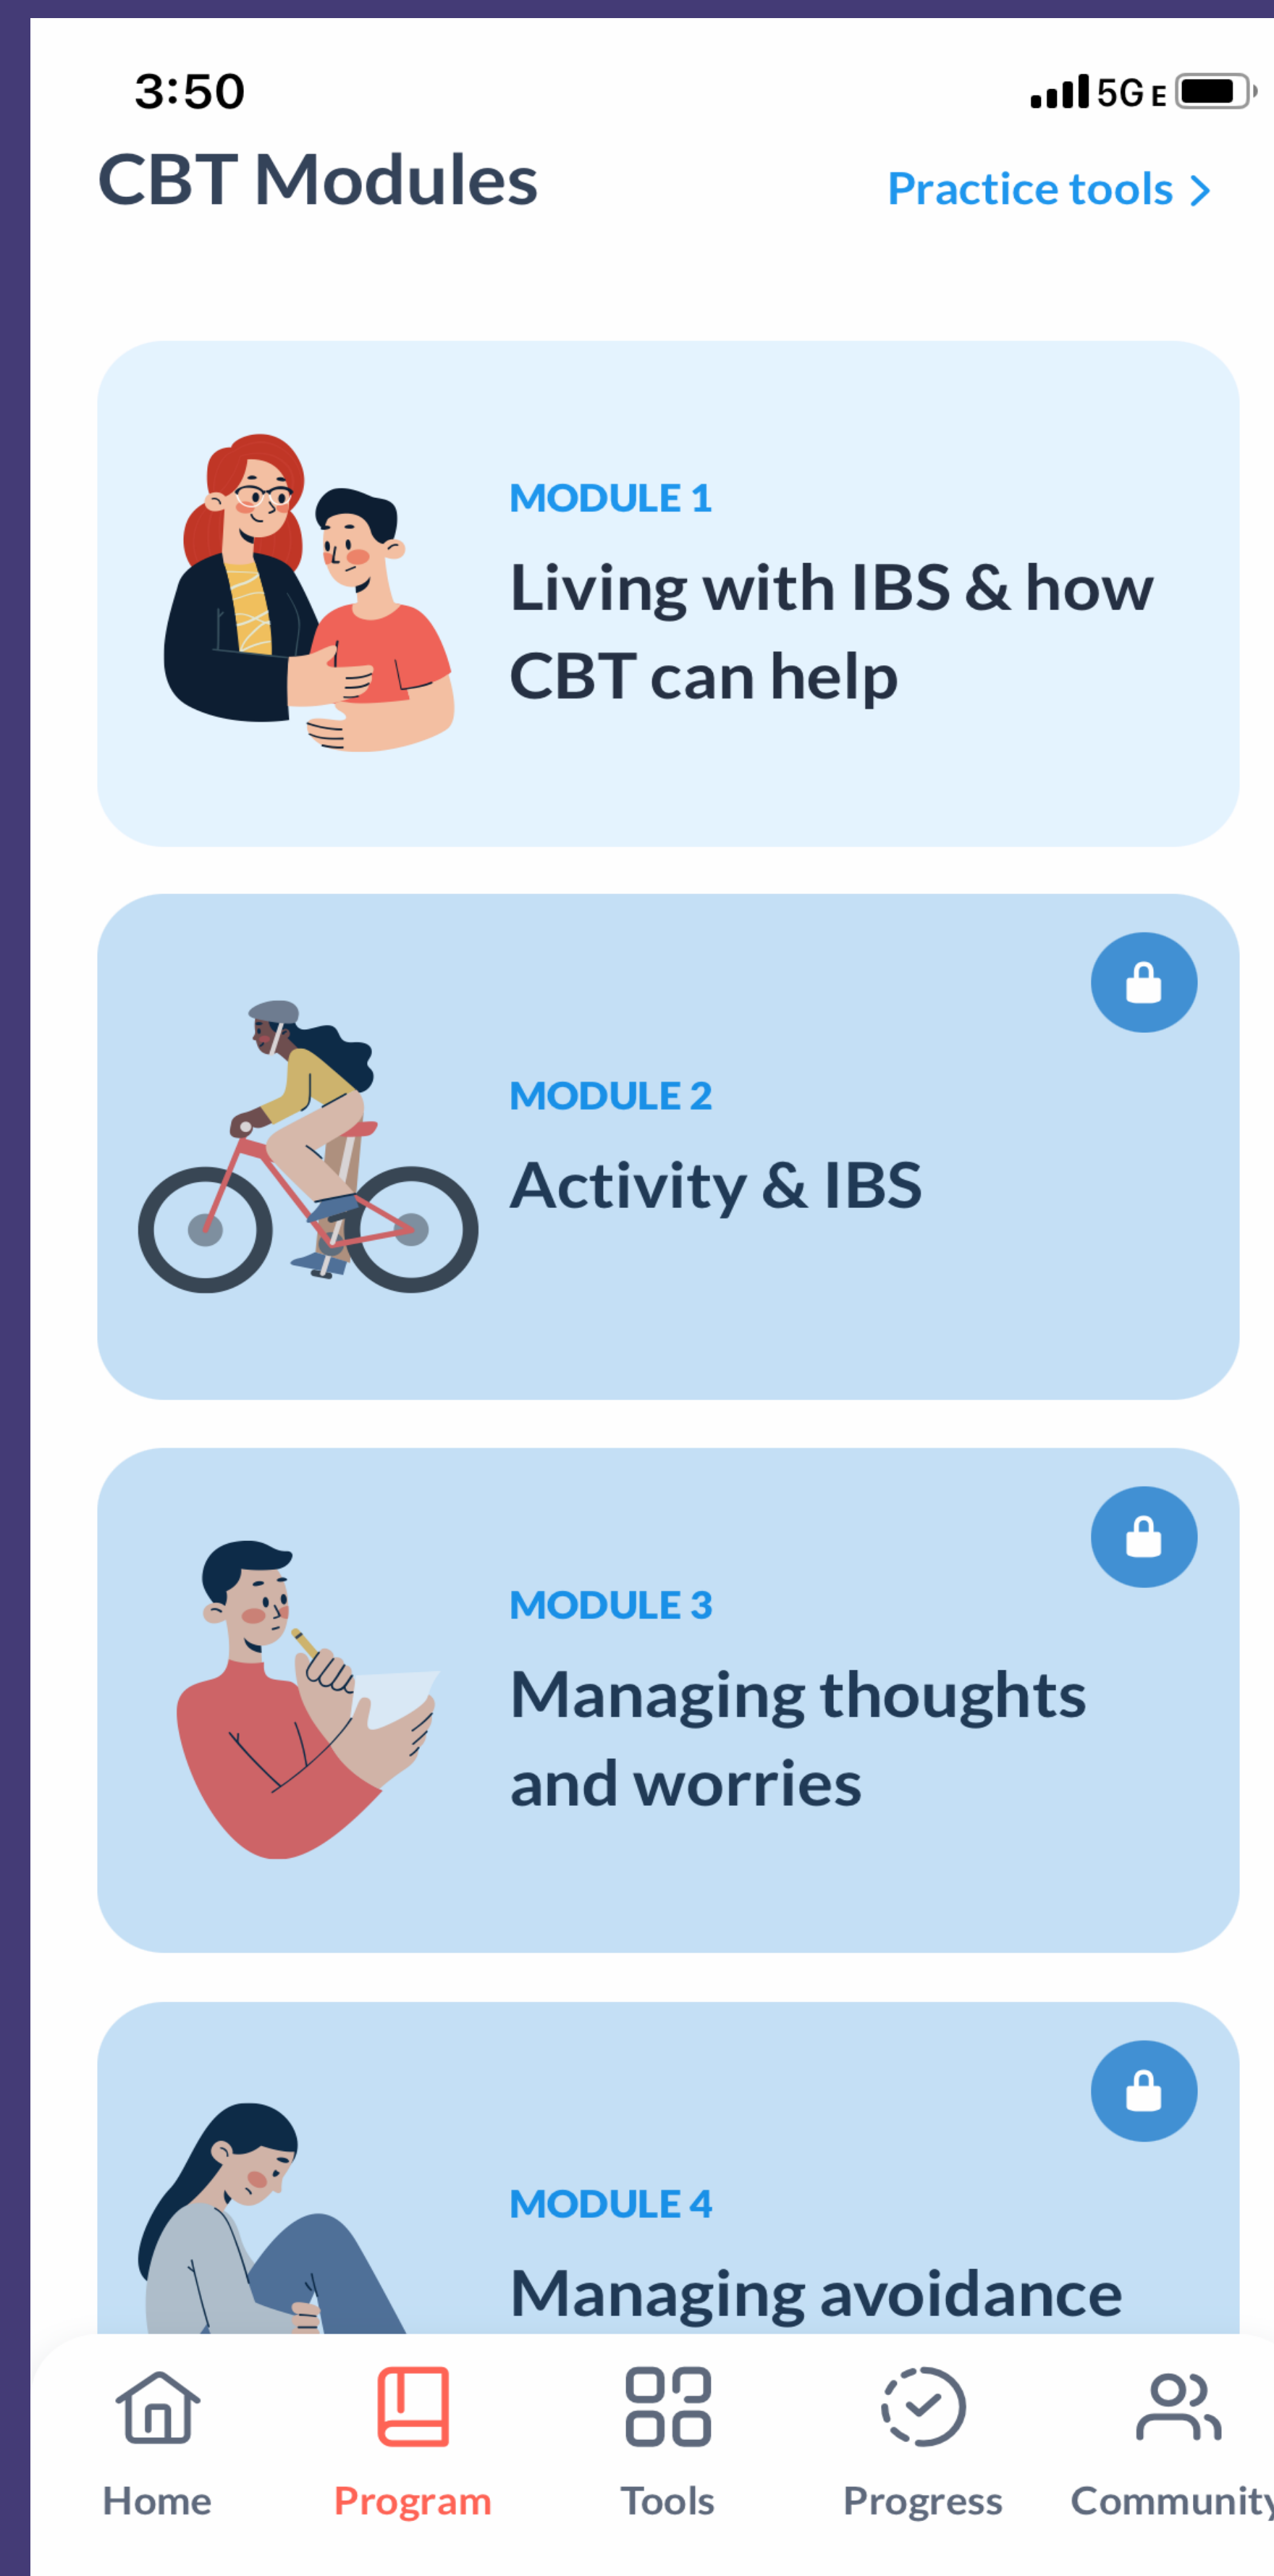 3:50
5G E
CBT Modules
Practice tools
MODULE 1
Living with IBS & how
CBT can help
MODULE 2
Activity & IBS
MODULE 3
Managing thoughts
and worries
MODULE 4
Managing avoidance
Home
Program
Tools
Progress
Community